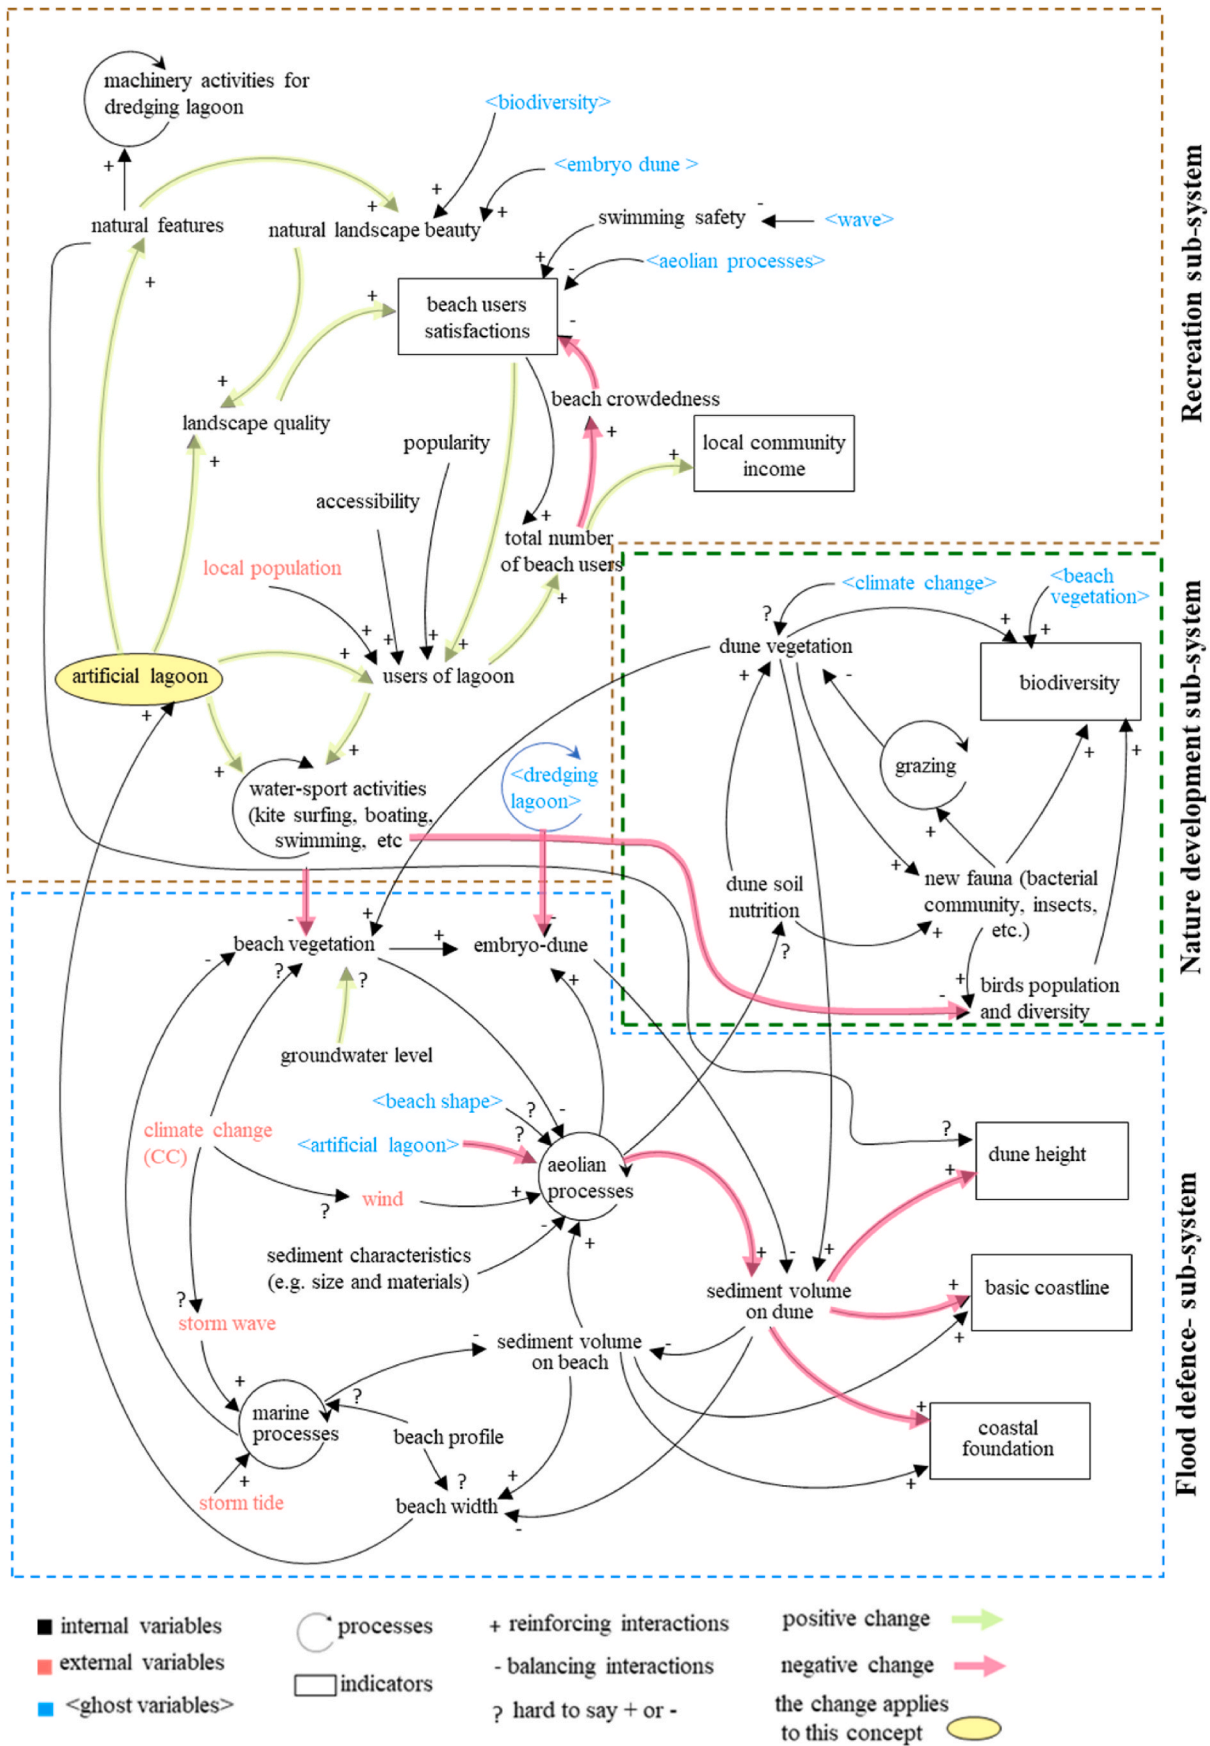 machinery activities for
dredging lagoon
<biodiversity>
+
<embryo dune >
+
+
+
natural features
natural landscape beauty
swimming safety
-
<wave>
+
-
<aeolian processes>
+
+
beach users
satisfactions
-
+
beach crowdedness
landscape quality
popularity
+
+
+
local community
income
accessibility
+
total number
of beach users
local population
+
+
+
+
+
artificial lagoon
users of lagoon
+
+
+
water-sport activities
(kite surfing, boating,
swimming, etc
<dredging
lagoon>
Recreation sub-system
<climate change>
<beach
vegetation>
?
+
+
dune vegetation
+
-
biodiversity
+
+
grazing
+
+
dune soil
nutrition
new fauna (bacterial
community, insects,
etc.)
+
?
+
-
birds population
and diversity
Nature development sub-system
-
+
-
beach vegetation
+
embryo-dune
-
?
?
+
groundwater level
<beach shape>
?
-
climate change
(CC)
<artificial lagoon>
?
aeolian
processes
?
dune height
+
wind
?
+
sediment characteristics
(e.g. size and materials)
-
+
+
-
+
sediment volume
on dune
+
basic coastline
+
?
storm wave
-
sediment volume
on beach
-
+
?
marine
processes
beach profile
+
coastal
foundation
+
+
storm tide
?
+
beach width
-
Flood defence- sub-system
internal variables
processes
+ reinforcing interactions
positive change
external variables
- balancing interactions
negative change
<ghost variables>
indicators
? hard to say + or -
the change applies
to this concept